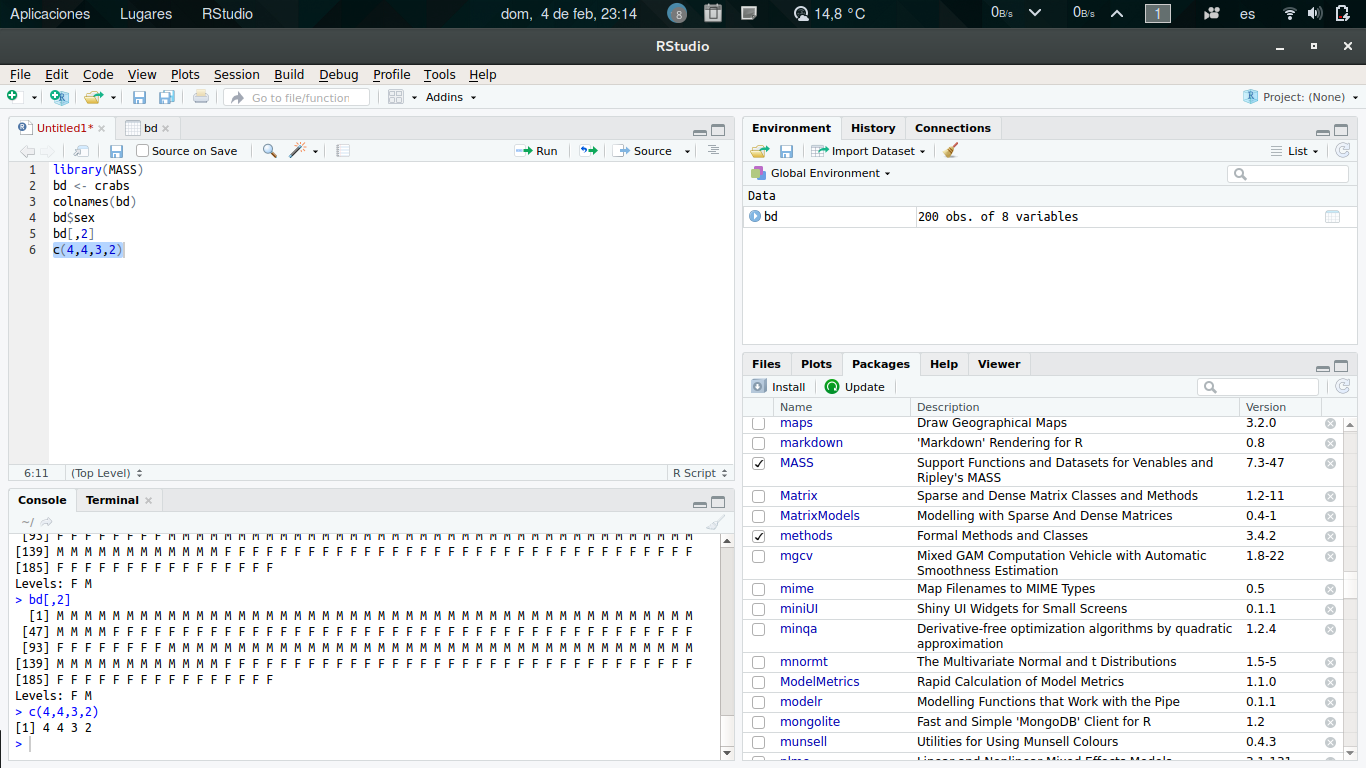 Aplicaciones Lugares RStudio dom, 4 de feb, 23:14 8 14,8 °C 0B/s 0B/s 1 es
RStudio
File Edit Code View Plots Session Build Debug Profile Tools Help
Go to file/function Addins Project: (None)
Untitled1* bd
Source on Save Run Source
1 library(MASS)
2 bd <- crabs
3 colnames(bd)
4 bd$sex
5 bd[,2]
6 c(4,4,3,2)
6:11 (Top Level) R Script
Console Terminal
~/
[93] F F F F F F F F M M M M M M M M M M M M M M M M M M M M M M M M M M M M M M M M M M M M M M
[139] M M M M M M M M M M M M F F F F F F F F F F F F F F F F F F F F F F F F F F F F F F F F F F
[185] F F F F F F F F F F F F F F F F
Levels: F M
> bd[,2]
[1] M M M M M M M M M M M M M M M M M M M M M M M M M M M M M M M M M M M M M M M M M M M M M M
[47] M M M M F F F F F F F F F F F F F F F F F F F F F F F F F F F F F F F F F F F F F F F F F F
[93] F F F F F F F F M M M M M M M M M M M M M M M M M M M M M M M M M M M M M M M M M M M M M M
[139] M M M M M M M M M M M M F F F F F F F F F F F F F F F F F F F F F F F F F F F F F F F F F F
[185] F F F F F F F F F F F F F F F F
Levels: F M
> c(4,4,3,2)
[1] 4 4 3 2
>
Environment History Connections
Import Dataset List
Global Environment
Data
bd 200 obs. of 8 variables
Files Plots Packages Help Viewer
Install Update
Name Description Version
maps Draw Geographical Maps 3.2.0
markdown 'Markdown' Rendering for R 0.8
MASS Support Functions and Datasets for Venables and 7.3-47
Ripley's MASS
Matrix Sparse and Dense Matrix Classes and Methods 1.2-11
MatrixModels Modelling with Sparse And Dense Matrices 0.4-1
methods Formal Methods and Classes 3.4.2
mgcv Mixed GAM Computation Vehicle with Automatic 1.8-22
Smoothness Estimation
mime Map Filenames to MIME Types 0.5
miniUI Shiny UI Widgets for Small Screens 0.1.1
minqa Derivative-free optimization algorithms by quadratic 1.2.4
approximation
mnormt The Multivariate Normal and t Distributions 1.5-5
ModelMetrics Rapid Calculation of Model Metrics 1.1.0
modelr Modelling Functions that Work with the Pipe 0.1.1
mongolite Fast and Simple 'MongoDB' Client for R 1.2
munsell Utilities for Using Munsell Colours 0.4.3
nlme Linear and Nonlinear Mixed Effects Models 3.1-131